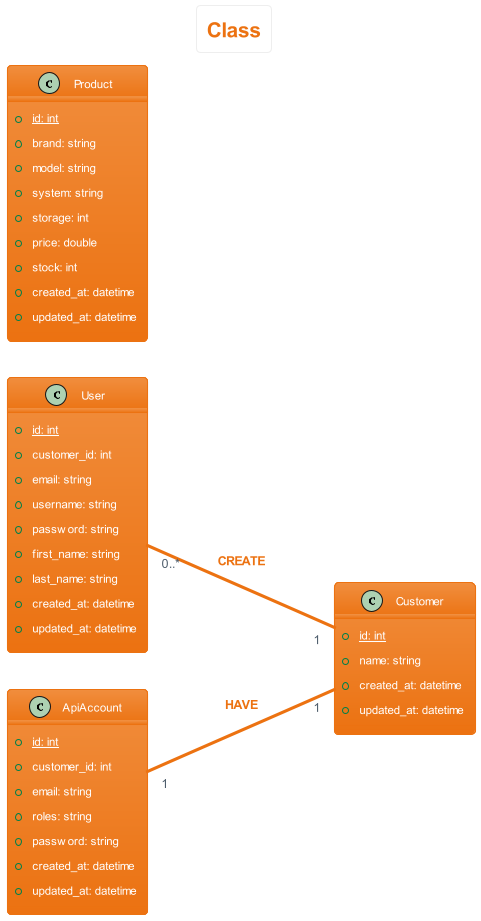 Class
C Product
id: int
brand: string
model: string
system: string
storage: int
price: double
stock: int
created_at: datetime
updated_at: datetime
C User
id: int
customer_id: int
email: string
username: string
password: string
first_name: string
last_name: string
created_at: datetime
updated_at: datetime
0..*
CREATE
1
C Customer
id: int
name: string
created_at: datetime
updated_at: datetime
C ApiAccount
id: int
customer_id: int
email: string
roles: string
password: string
created_at: datetime
updated_at: datetime
HAVE
1
1